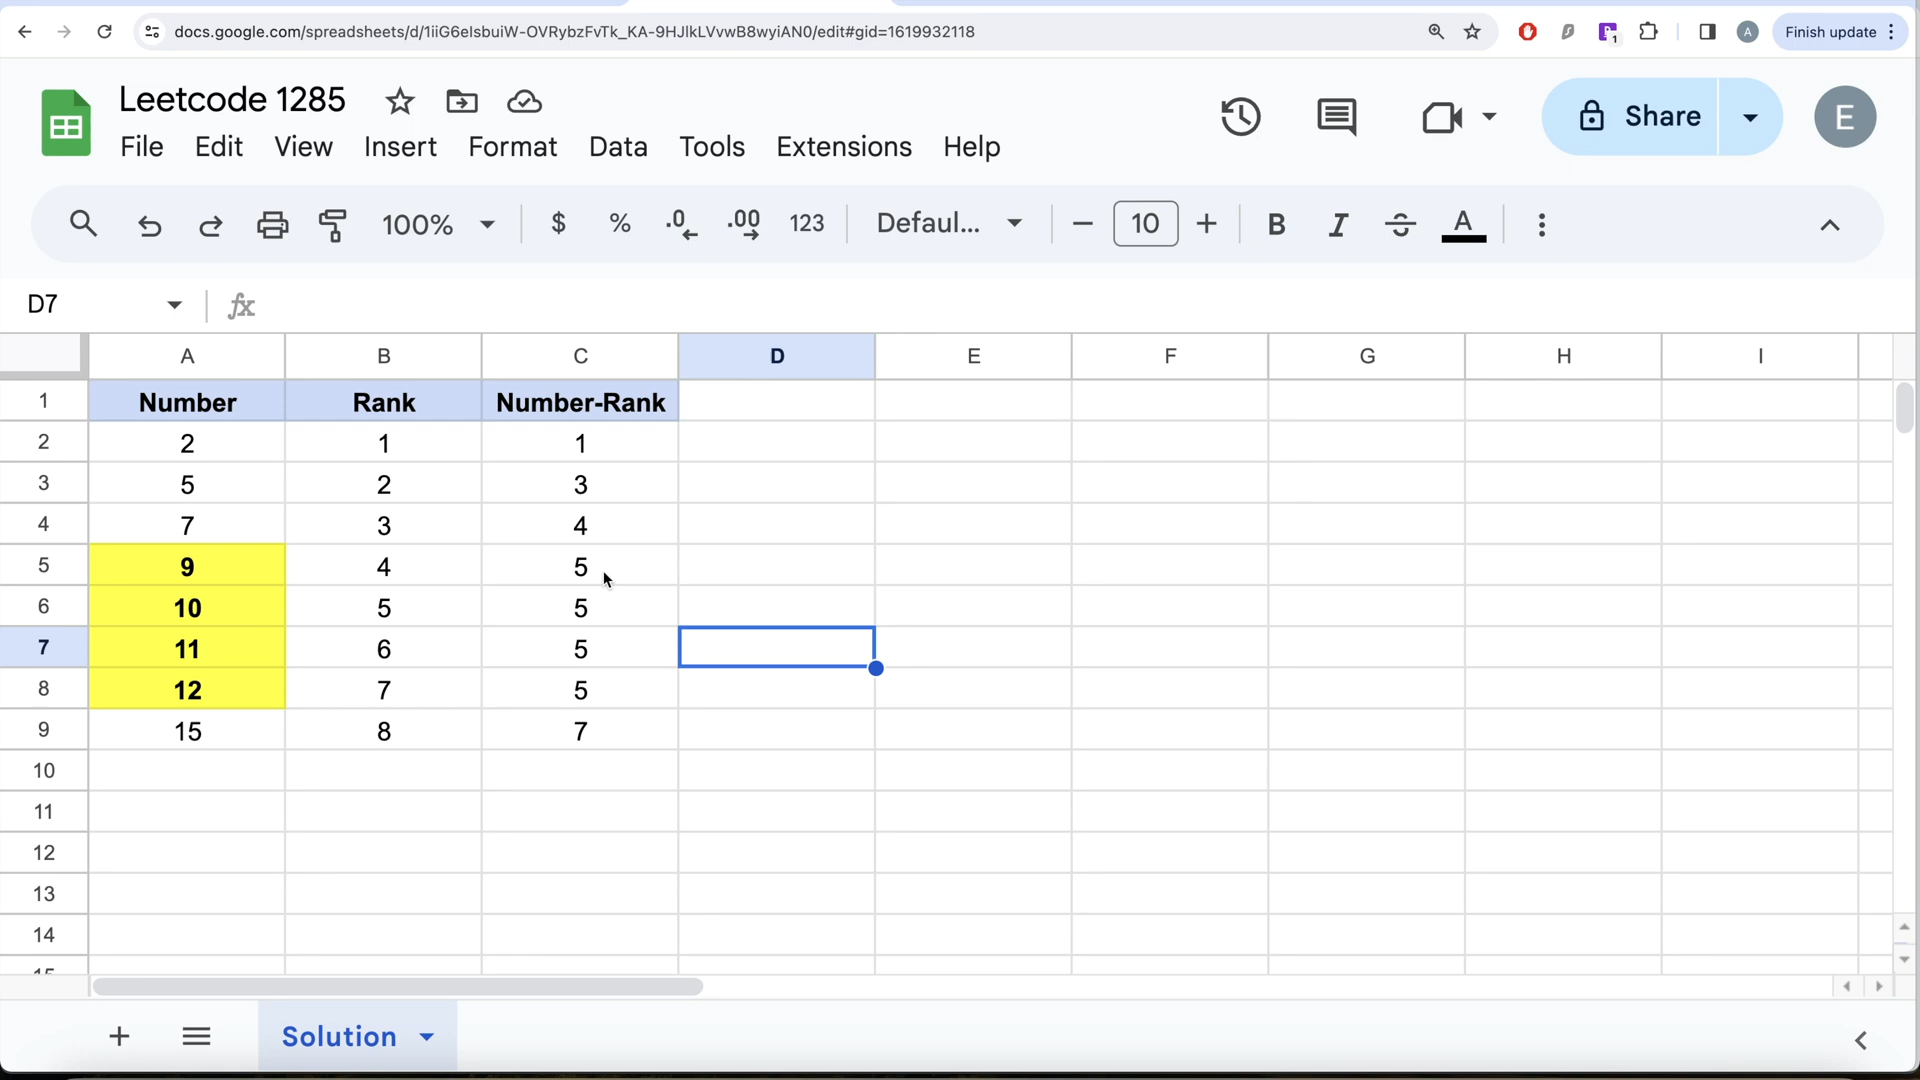 docs.google.com/spreadsheets/d/1iiG6eIsbuiW-OVRybzFvTk_KA-9HJlkLVvwB8wyiAN0/edit#gid=1619932118
1
A
Finish update
Leetcode 1285
File Edit View Insert Format Data Tools Extensions Help
Share
E
100% $ % .0 .00 123 Defaul... 10 B I S A
D7 fx
A B C D E F G H I
1 Number Rank Number-Rank
2 2 1 1
3 5 2 3
4 7 3 4
5 9 4 5
6 10 5 5
7 11 6 5
8 12 7 5
9 15 8 7
10
11
12
13
14
15
Solution